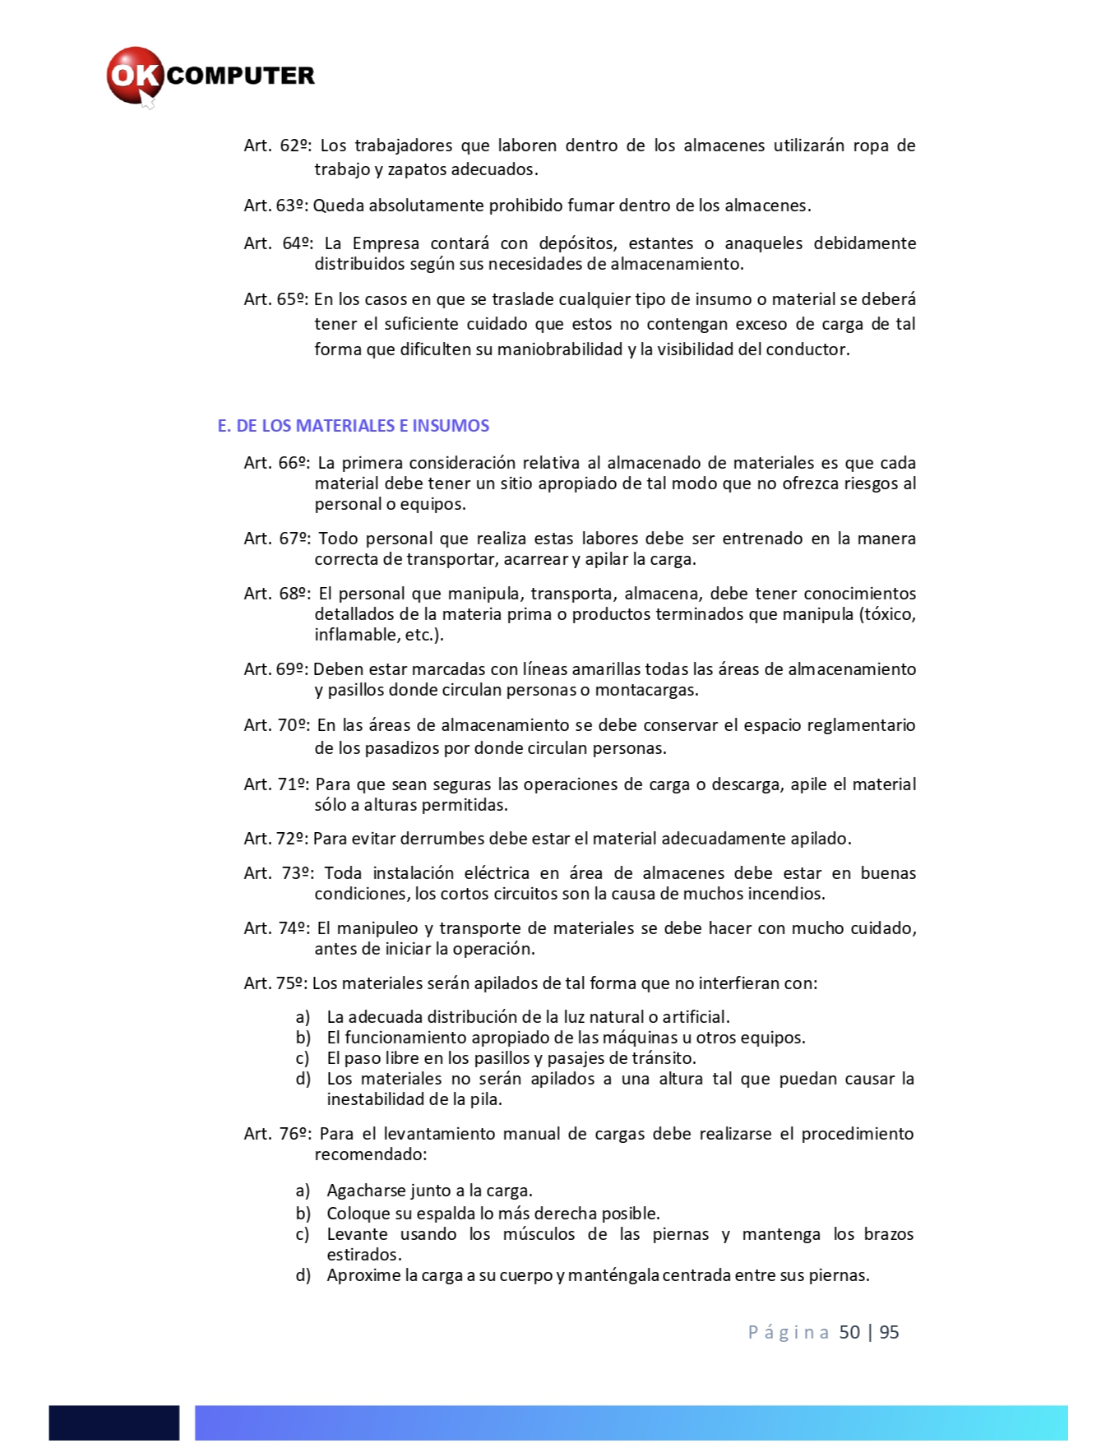 OK COMPUTER
Art. 62º: Los trabajadores que laboren dentro de los almacenes utilizarán ropa de
trabajo y zapatos adecuados.
Art. 63º: Queda absolutamente prohibido fumar dentro de los almacenes.
Art. 64º: La Empresa contará con depósitos, estantes o anaqueles debidamente
distribuidos según sus necesidades de almacenamiento.
Art. 65º: En los casos en que se traslade cualquier tipo de insumo o material se deberá
tener el suficiente cuidado que estos no contengan exceso de carga de tal
forma que dificulten su maniobrabilidad y la visibilidad del conductor.
E. DE LOS MATERIALES E INSUMOS
Art. 66º: La primera consideración relativa al almacenado de materiales es que cada
material debe tener un sitio apropiado de tal modo que no ofrezca riesgos al
personal o equipos.
Art. 67º: Todo personal que realiza estas labores debe ser entrenado en la manera
correcta de transportar, acarrear y apilar la carga.
Art. 68º: El personal que manipula, transporta, almacena, debe tener conocimientos
detallados de la materia prima o productos terminados que manipula (tóxico,
inflamable, etc.).
Art. 69º: Deben estar marcadas con líneas amarillas todas las áreas de almacenamiento
y pasillos donde circulan personas o montacargas.
Art. 70º: En las áreas de almacenamiento se debe conservar el espacio reglamentario
de los pasadizos por donde circulan personas.
Art. 71º: Para que sean seguras las operaciones de carga o descarga, apile el material
sólo a alturas permitidas.
Art. 72º: Para evitar derrumbes debe estar el material adecuadamente apilado.
Art. 73º: Toda instalación eléctrica en área de almacenes debe estar en buenas
condiciones, los cortos circuitos son la causa de muchos incendios.
Art. 74º: El manipuleo y transporte de materiales se debe hacer con mucho cuidado,
antes de iniciar la operación.
Art. 75º: Los materiales serán apilados de tal forma que no interfieran con:
a) La adecuada distribución de la luz natural o artificial.
b) El funcionamiento apropiado de las máquinas u otros equipos.
c) El paso libre en los pasillos y pasajes de tránsito.
d) Los materiales no serán apilados a una altura tal que puedan causar la
inestabilidad de la pila.
Art. 76º: Para el levantamiento manual de cargas debe realizarse el procedimiento
recomendado:
a) Agacharse junto a la carga.
b) Coloque su espalda lo más derecha posible.
c) Levante usando los músculos de las piernas y mantenga los brazos
estirados.
d) Aproxime la carga a su cuerpo y manténgala centrada entre sus piernas.
Página 50 | 95